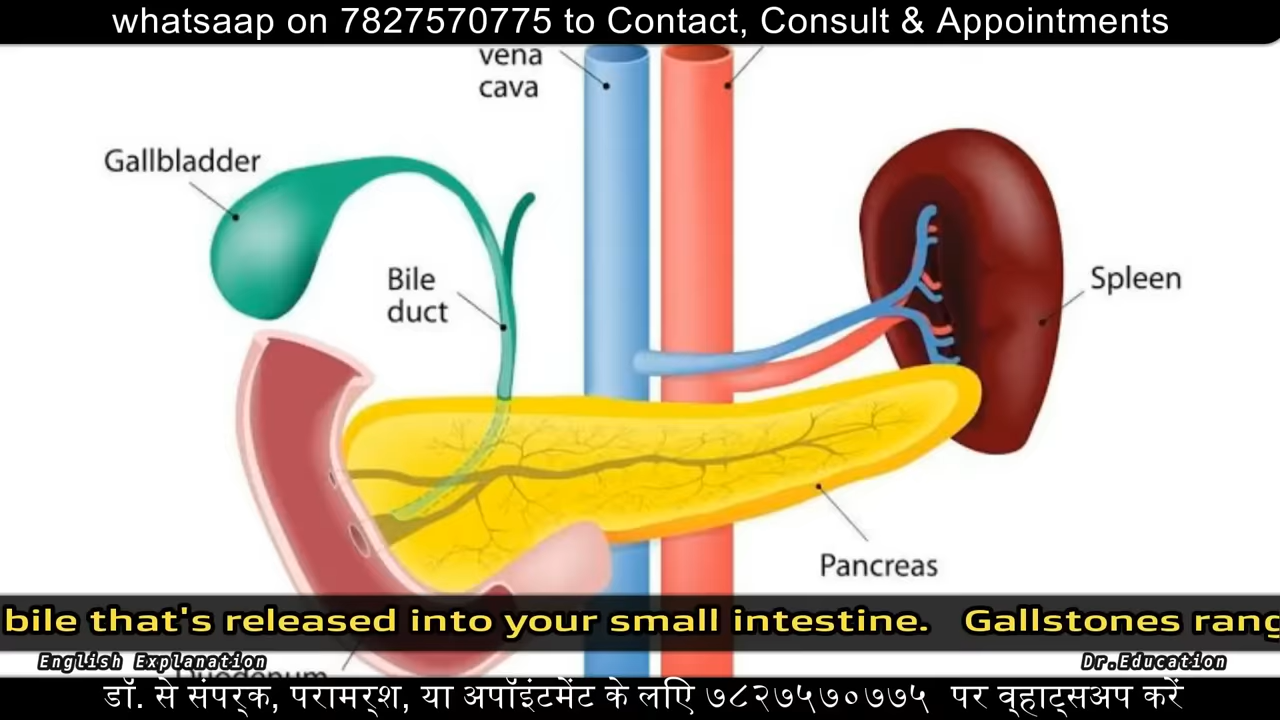 whatsaap on 7827570775 to Contact, Consult & Appointments
vena
cava
Gallbladder
Bile
duct
Spleen
Pancreas
bile that's released into your small intestine. Gallstones rang
English Explanation
Dr.Education
Duodenum
डॉ. से संपर्क, परामर्श, या अपॉइंटमेंट के लिए ७८२७५७०७७५ पर व्हाट्सअप करें